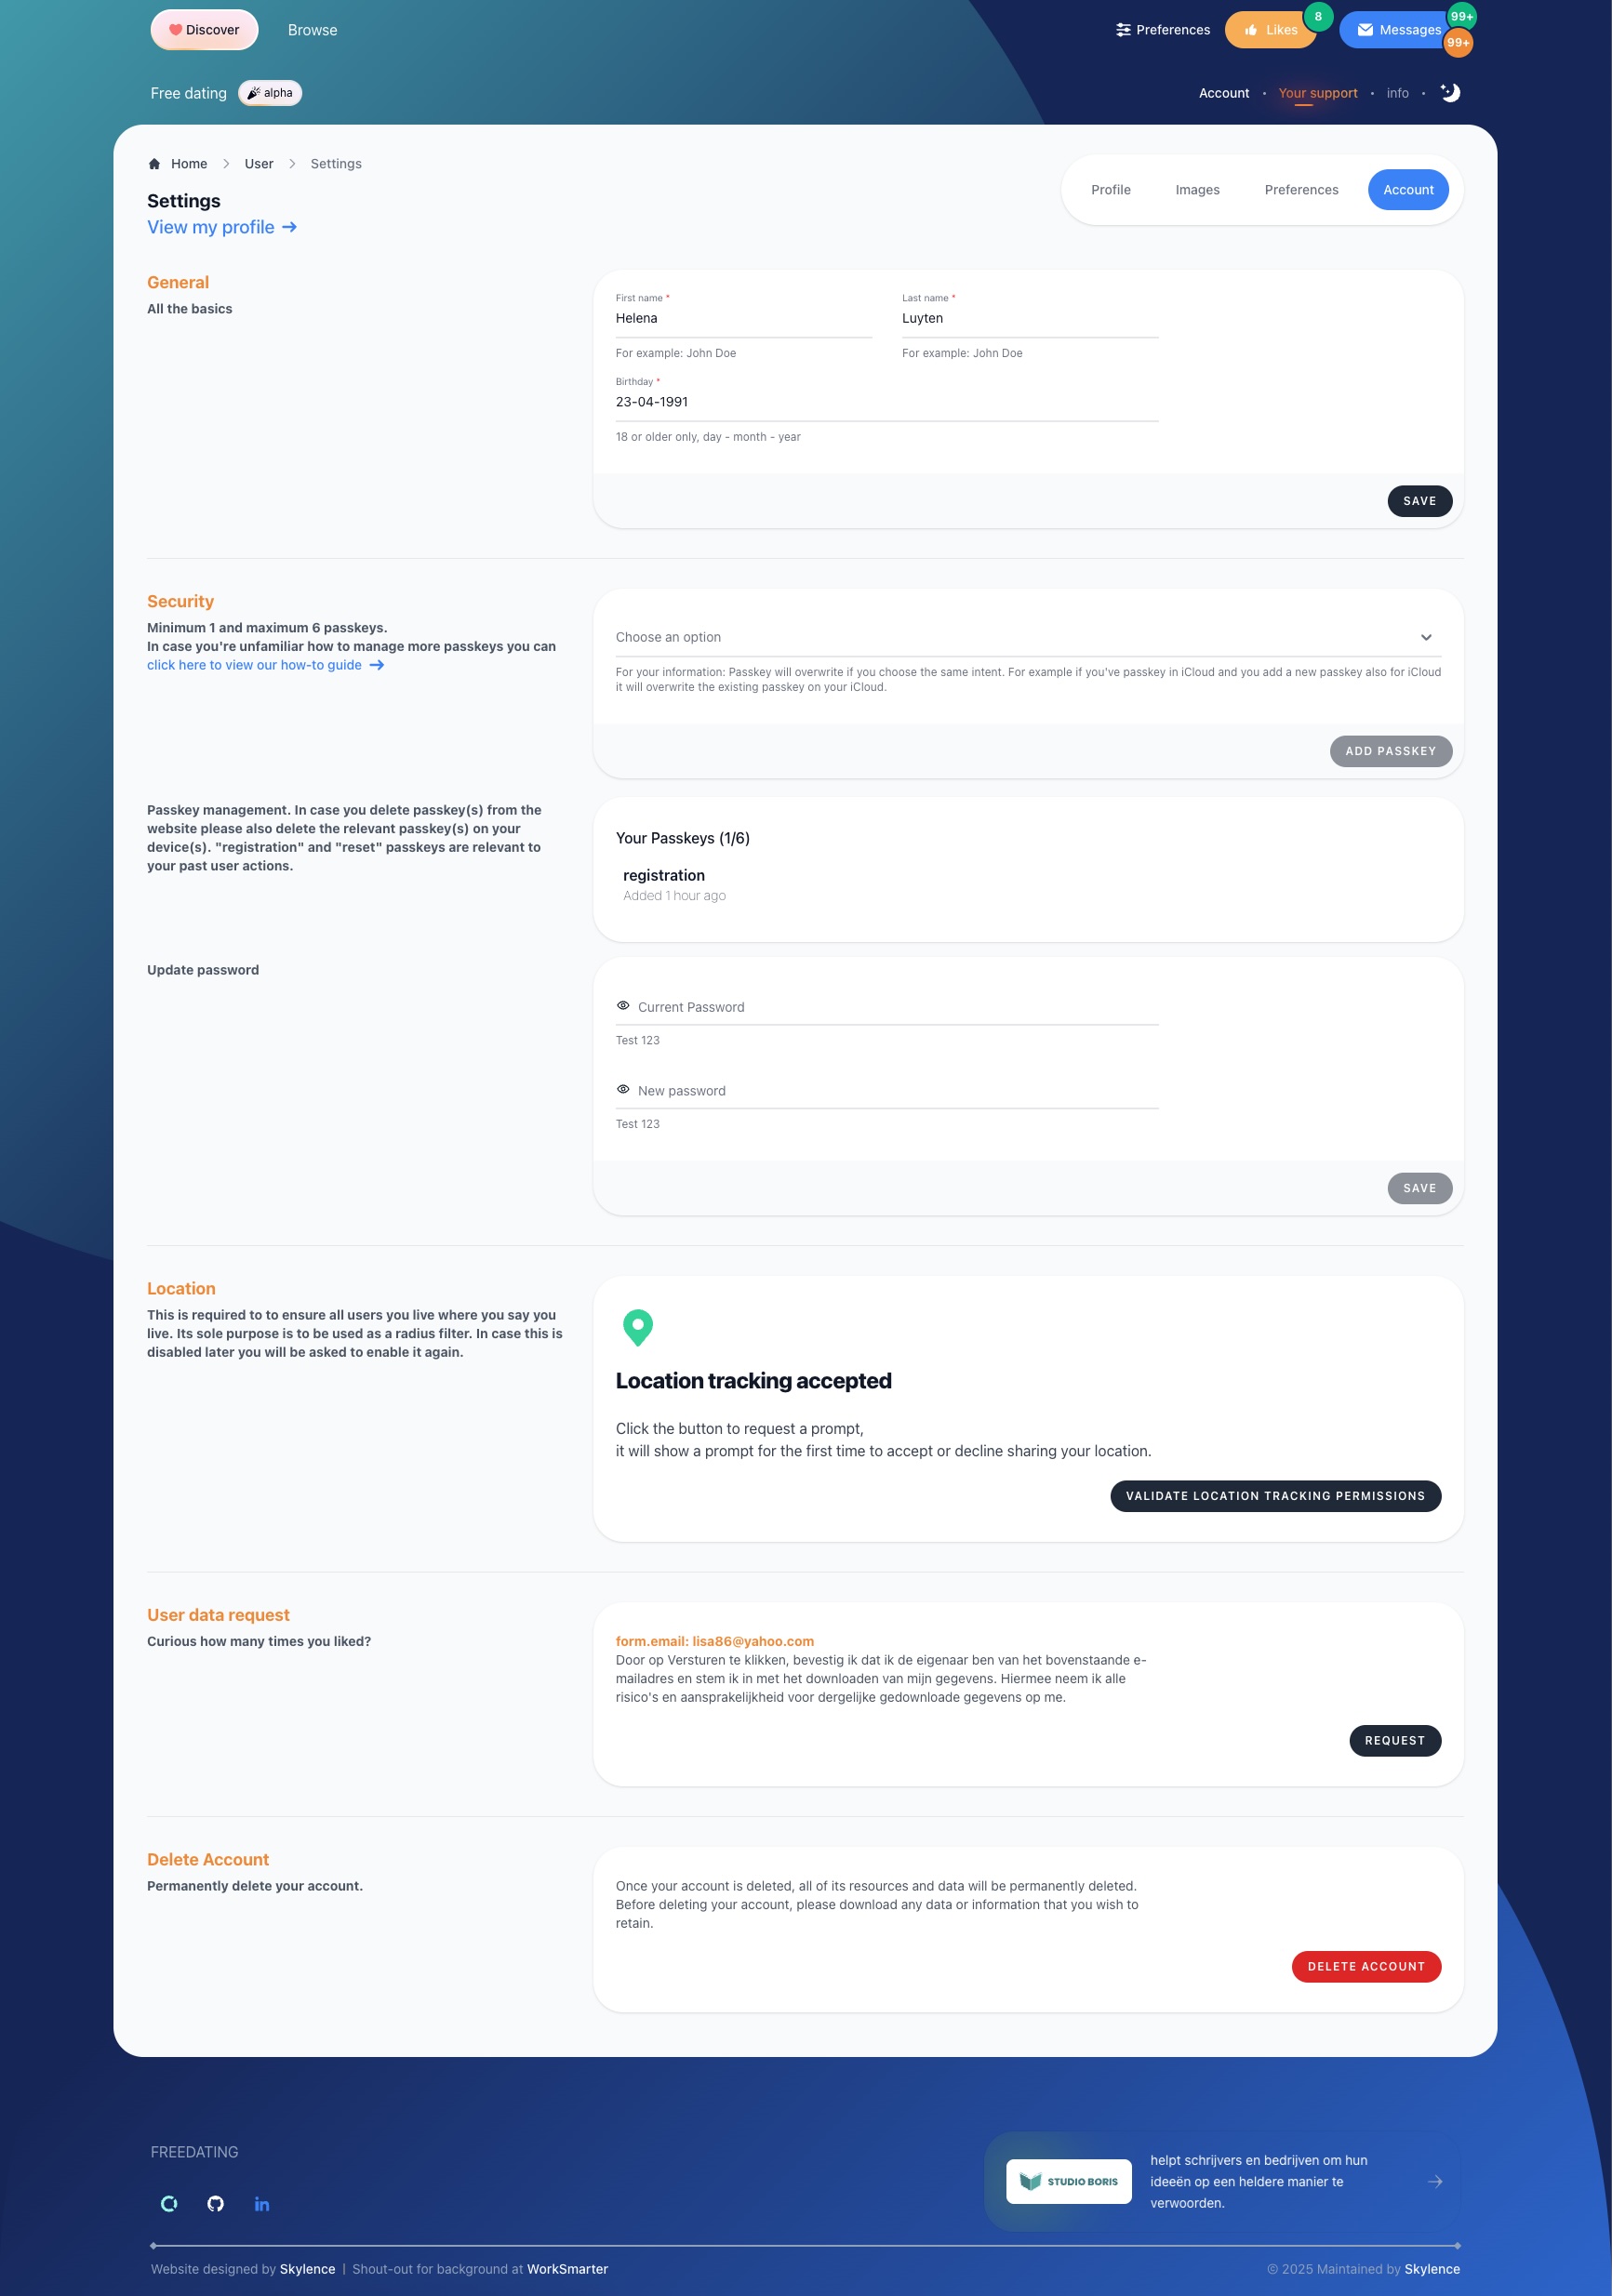 Discover
Browse
Preferences
Likes
8
Messages
99+
99+
Free dating
alpha
Account
Your support
info
Home
User
Settings
Profile
Images
Preferences
Account
Settings
View my profile
General
All the basics
First name *
Last name *
Helena
Luyten
For example: John Doe
For example: John Doe
Birthday *
23-04-1991
18 or older only, day - month - year
SAVE
Security
Minimum 1 and maximum 6 passkeys.
In case you're unfamiliar how to manage more passkeys you can
click here to view our how-to guide
Choose an option
For your information: Passkey will overwrite if you choose the same intent. For example if you've passkey in iCloud and you add a new passkey also for iCloud
it will overwrite the existing passkey on your iCloud.
ADD PASSKEY
Passkey management. In case you delete passkey(s) from the
website please also delete the relevant passkey(s) on your
device(s). "registration" and "reset" passkeys are relevant to
your past user actions.
Your Passkeys (1/6)
registration
Added 1 hour ago
Update password
Current Password
Test 123
New password
Test 123
SAVE
Location
This is required to to ensure all users you live where you say you
live. Its sole purpose is to be used as a radius filter. In case this is
disabled later you will be asked to enable it again.
Location tracking accepted
Click the button to request a prompt,
it will show a prompt for the first time to accept or decline sharing your location.
VALIDATE LOCATION TRACKING PERMISSIONS
User data request
Curious how many times you liked?
form.email: lisa86@yahoo.com
Door op Versturen te klikken, bevestig ik dat ik de eigenaar ben van het bovenstaande e-
mailadres en stem ik in met het downloaden van mijn gegevens. Hiermee neem ik alle
risico's en aansprakelijkheid voor dergelijke gedownloade gegevens op me.
REQUEST
Delete Account
Permanently delete your account.
Once your account is deleted, all of its resources and data will be permanently deleted.
Before deleting your account, please download any data or information that you wish to
retain.
DELETE ACCOUNT
FREEDATING
STUDIO BORIS
helpt schrijvers en bedrijven om hun
ideeën op een heldere manier te
verwoorden.
Website designed by Skylence | Shout-out for background at WorkSmarter
© 2025 Maintained by Skylence